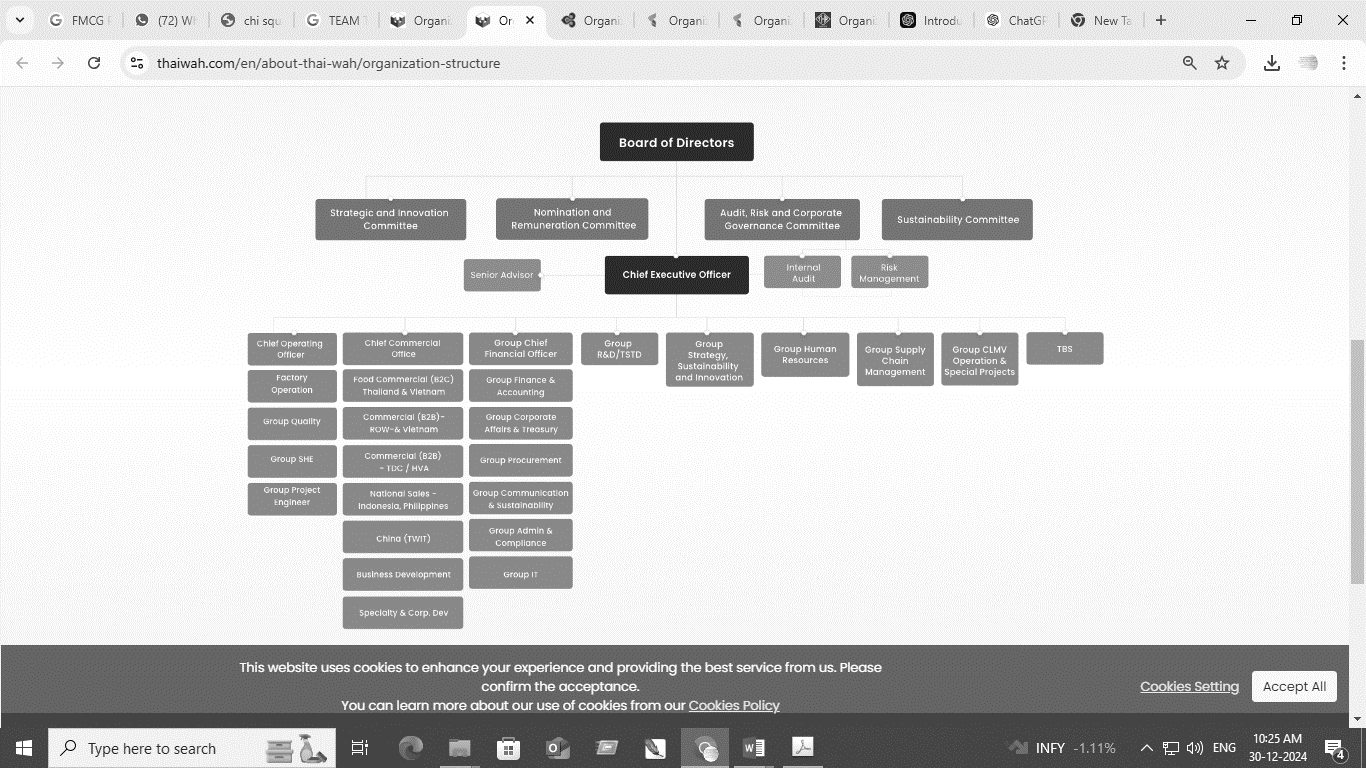 FMCG F
(72) Wh
chi squ
TEAM T
Organi
Or
Organi
Organi
Organi
Organi
Introdu
ChatGF
New Ta
thaiwah.com/en/about-thai-wah/organization-structure
Board of Directors
Strategic and Innovation
Committee
Nomination and
Remuneration Committee
Audit, Risk and Corporate
Governance Committee
Sustainability Committee
Senior Advisor
Chief Executive Officer
Internal
Audit
Risk
Management
Chief Operating
Officer
Factory
Operation
Group Quality
Group SHE
Group Project
Engineer
Chief Commercial
Office
Food Commercial (B2C)
Thailand & Vietnam
Commercial (B2B)-
ROW-& Vietnam
Commercial (B2B)
- TDC / HVA
National Sales -
Indonesia, Philippines
China (TWIT)
Business Development
Specialty & Corp. Dev
Group Chief
Financial Officer
Group Finance &
Accounting
Group Corporate
Affairs & Treasury
Group Procurement
Group Communication
& Sustainability
Group Admin &
Compliance
Group IT
Group
R&D/TSTD
Group
Strategy,
Sustainability
and Innovation
Group Human
Resources
Group Supply
Chain
Management
Group CLMV
Operation &
Special Projects
TBS
This website uses cookies to enhance your experience and providing the best service from us. Please
confirm the acceptance.
You can learn more about our use of cookies from our Cookies Policy
Cookies Setting
Accept All
Type here to search
INFY -1.11%
ENG
10:25 AM
30-12-2024
4